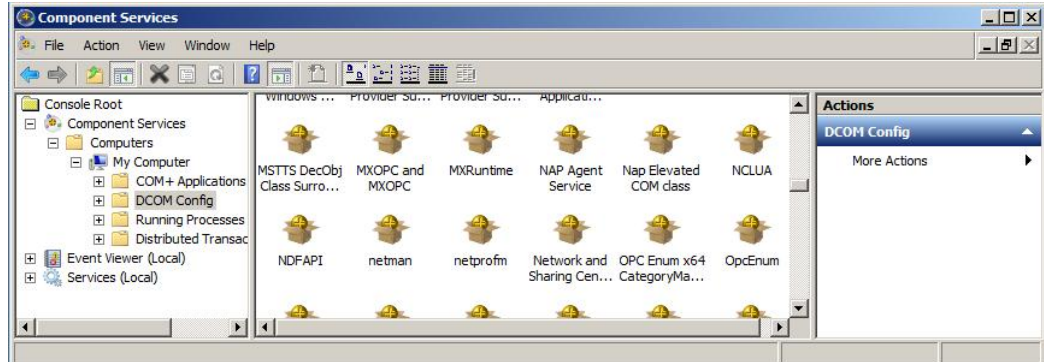 Component Services
File Action View Window Help
Console Root
Component Services
Computers
My Computer
COM+ Applications
DCOM Config
Running Processes
Distributed Transac
Event Viewer (Local)
Services (Local)
Windows ... Provider Su... Provider Su... Applicati...
MSTTS DecObj MXOPC and MXRuntime NAP Agent Nap Elevated NCLUA
Class Surro... MXOPC Service COM class
NDFAPI netman netprofm Network and OPC Enum x64 OpcEnum
Sharing Cen... CategoryMa...
Actions
DCOM Config
More Actions